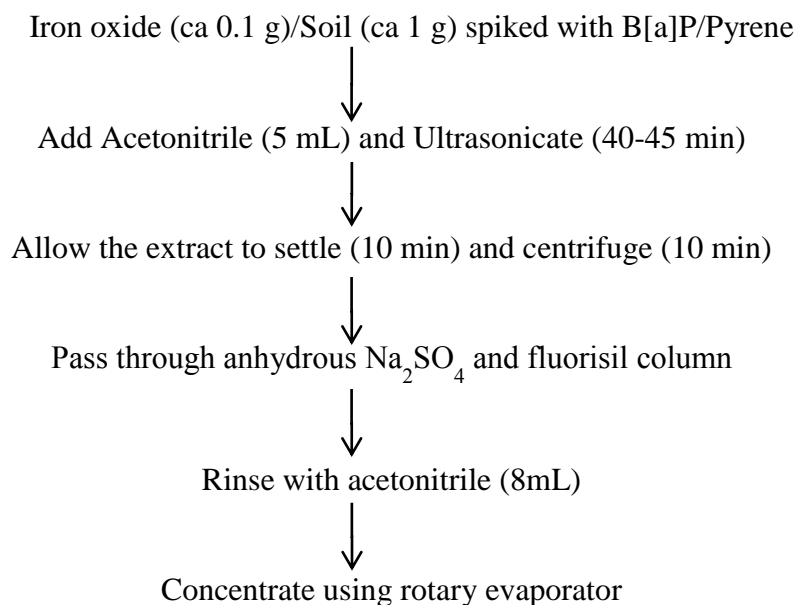 Iron oxide (ca 0.1 g)/Soil (ca 1 g) spiked with B[a]P/Pyrene
Add Acetonitrile (5 mL) and Ultrasonicate (40-45 min)
Allow the extract to settle (10 min) and centrifuge (10 min)
Pass through anhydrous Na₂SO₄ and fluorisil column
Rinse with acetonitrile (8mL)
Concentrate using rotary evaporator